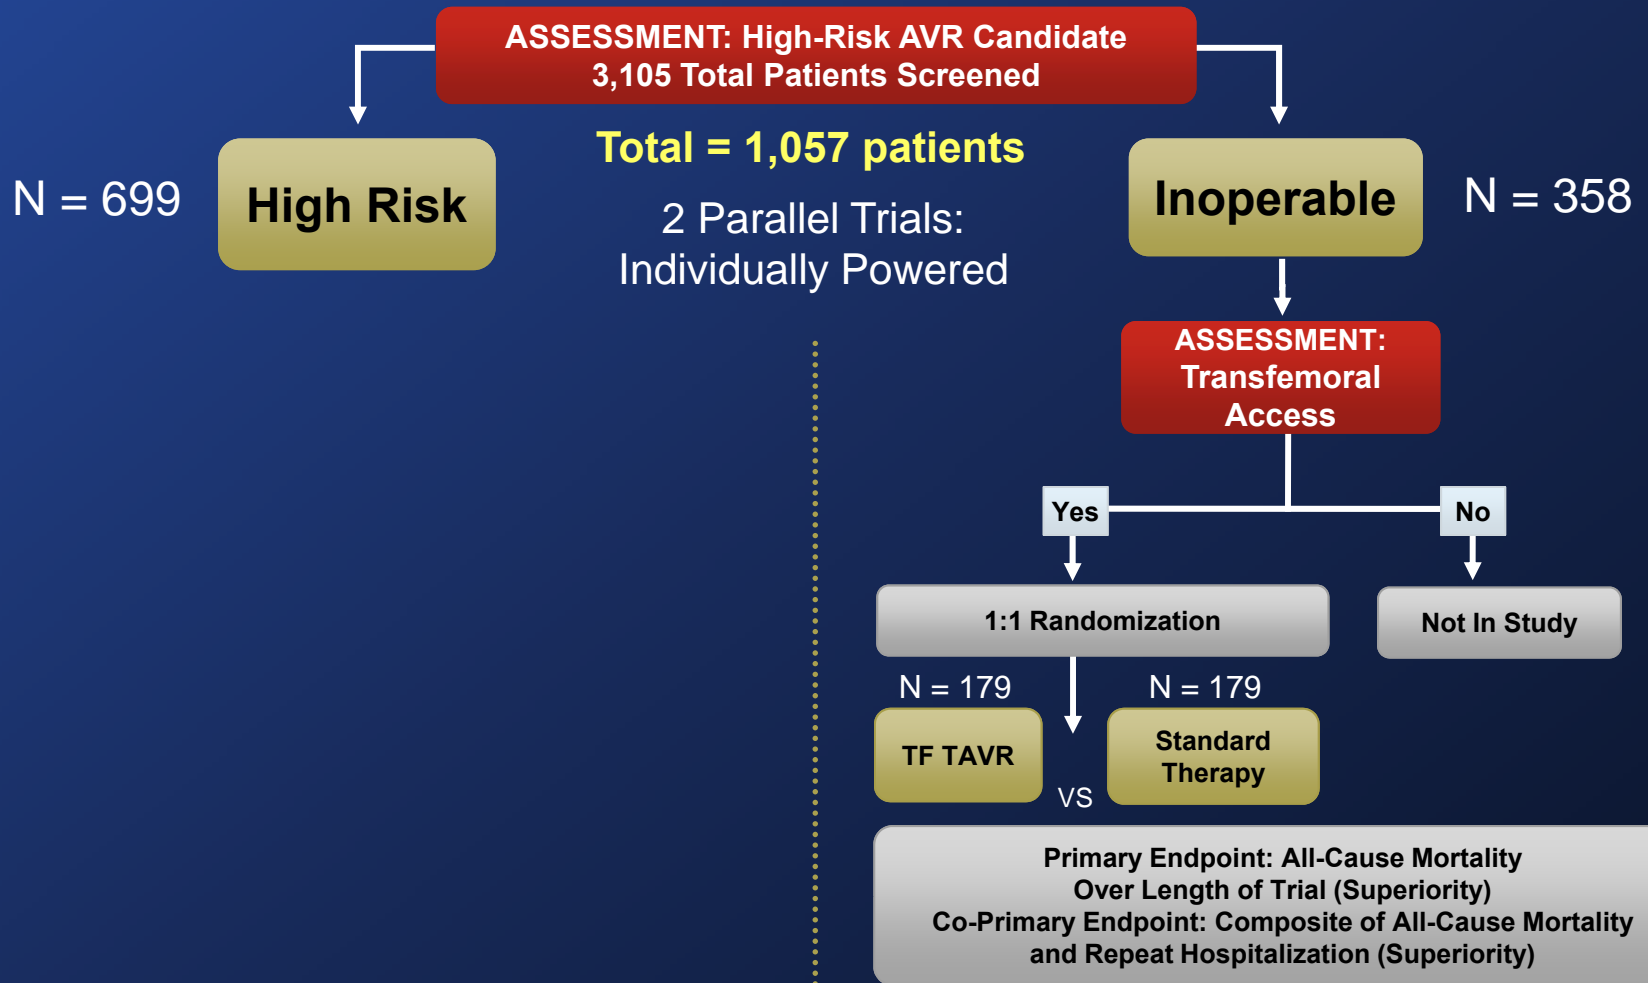 ASSESSMENT: High-Risk AVR Candidate
3,105 Total Patients Screened
Total = 1,057 patients
2 Parallel Trials:
Individually Powered
N = 699
High Risk
Inoperable
N = 358
ASSESSMENT:
Transfemoral
Access
Yes
No
1:1 Randomization
Not In Study
N = 179
N = 179
TF TAVR
VS
Standard
Therapy
Primary Endpoint: All-Cause Mortality
Over Length of Trial (Superiority)
Co-Primary Endpoint: Composite of All-Cause Mortality
and Repeat Hospitalization (Superiority)